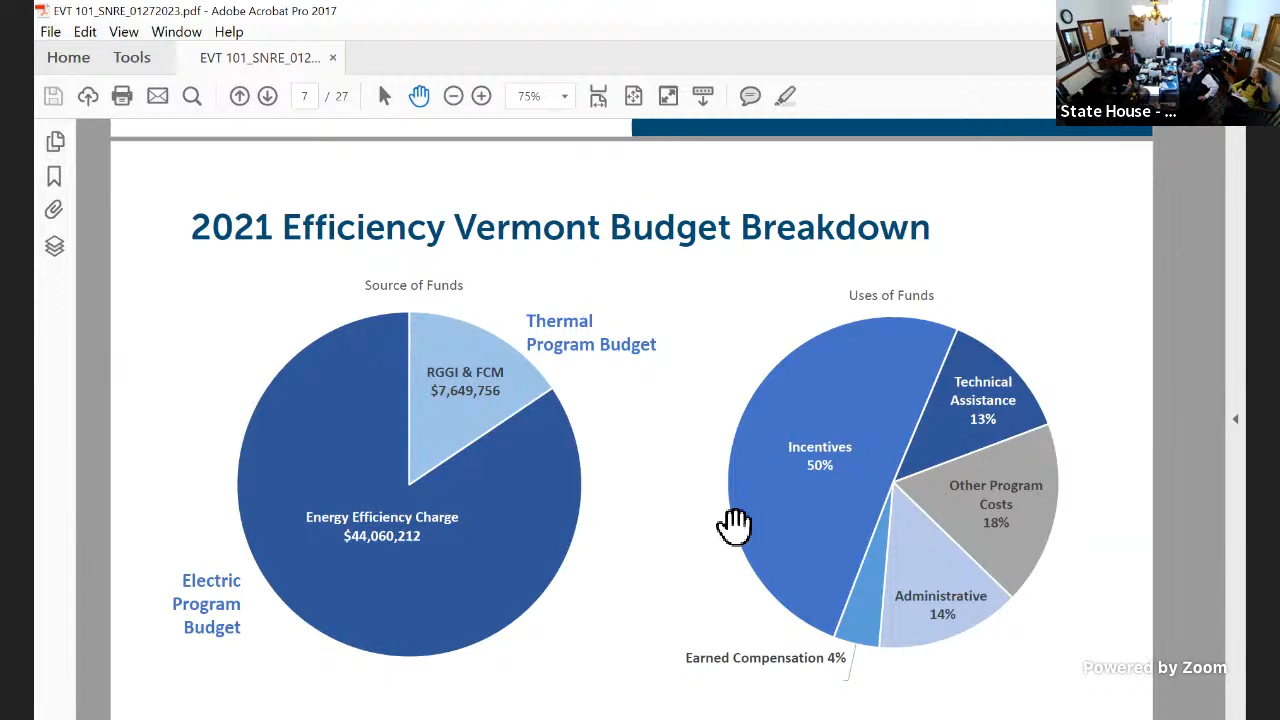 EVT 101_SNRE_01272023.pdf - Adobe Acrobat Pro 2017
File Edit View Window Help
Home Tools EVT 101_SNRE_012... ×
7 / 27 75%
State House - ...
2021 Efficiency Vermont Budget Breakdown
Source of Funds
Thermal
Program Budget
RGGI & FCM
$7,649,756
Energy Efficiency Charge
$44,060,212
Electric
Program
Budget
Uses of Funds
Technical
Assistance
13%
Incentives
50%
Other Program
Costs
18%
Administrative
14%
Earned Compensation 4%
Powered by Zoom